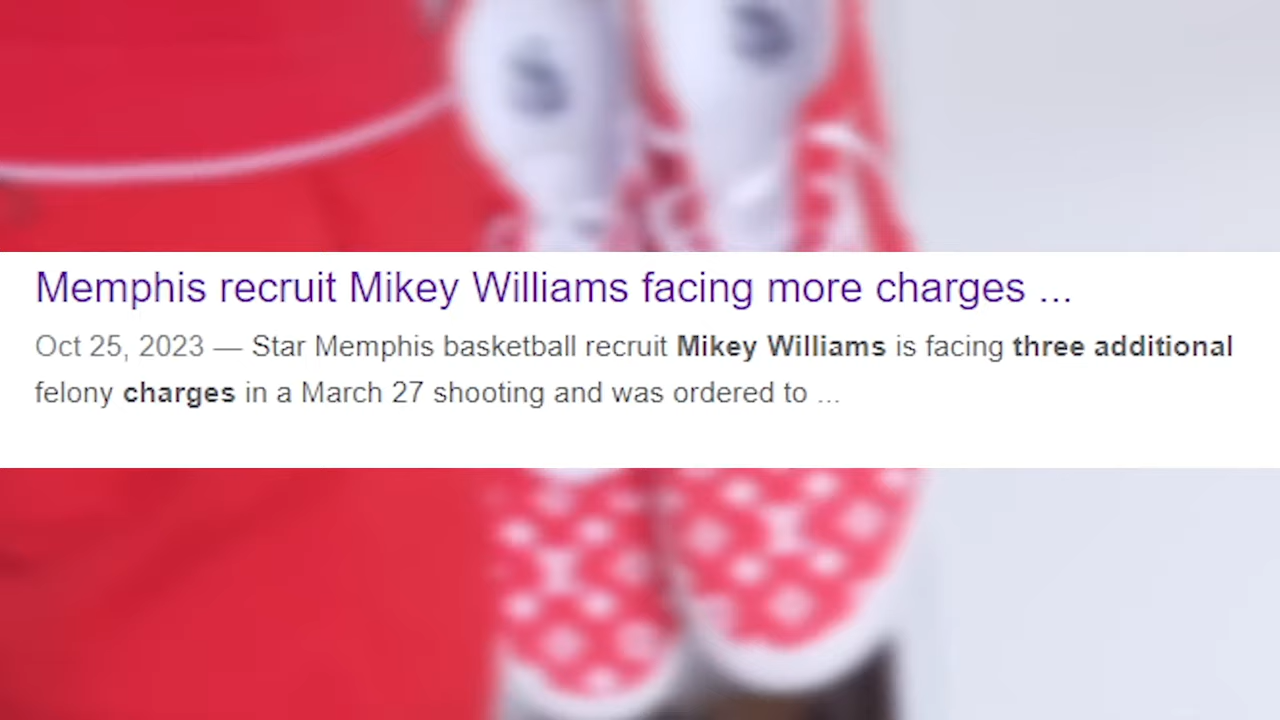 Memphis recruit Mikey Williams facing more charges ...
Oct 25, 2023 — Star Memphis basketball recruit Mikey Williams is facing three additional
felony charges in a March 27 shooting and was ordered to ...